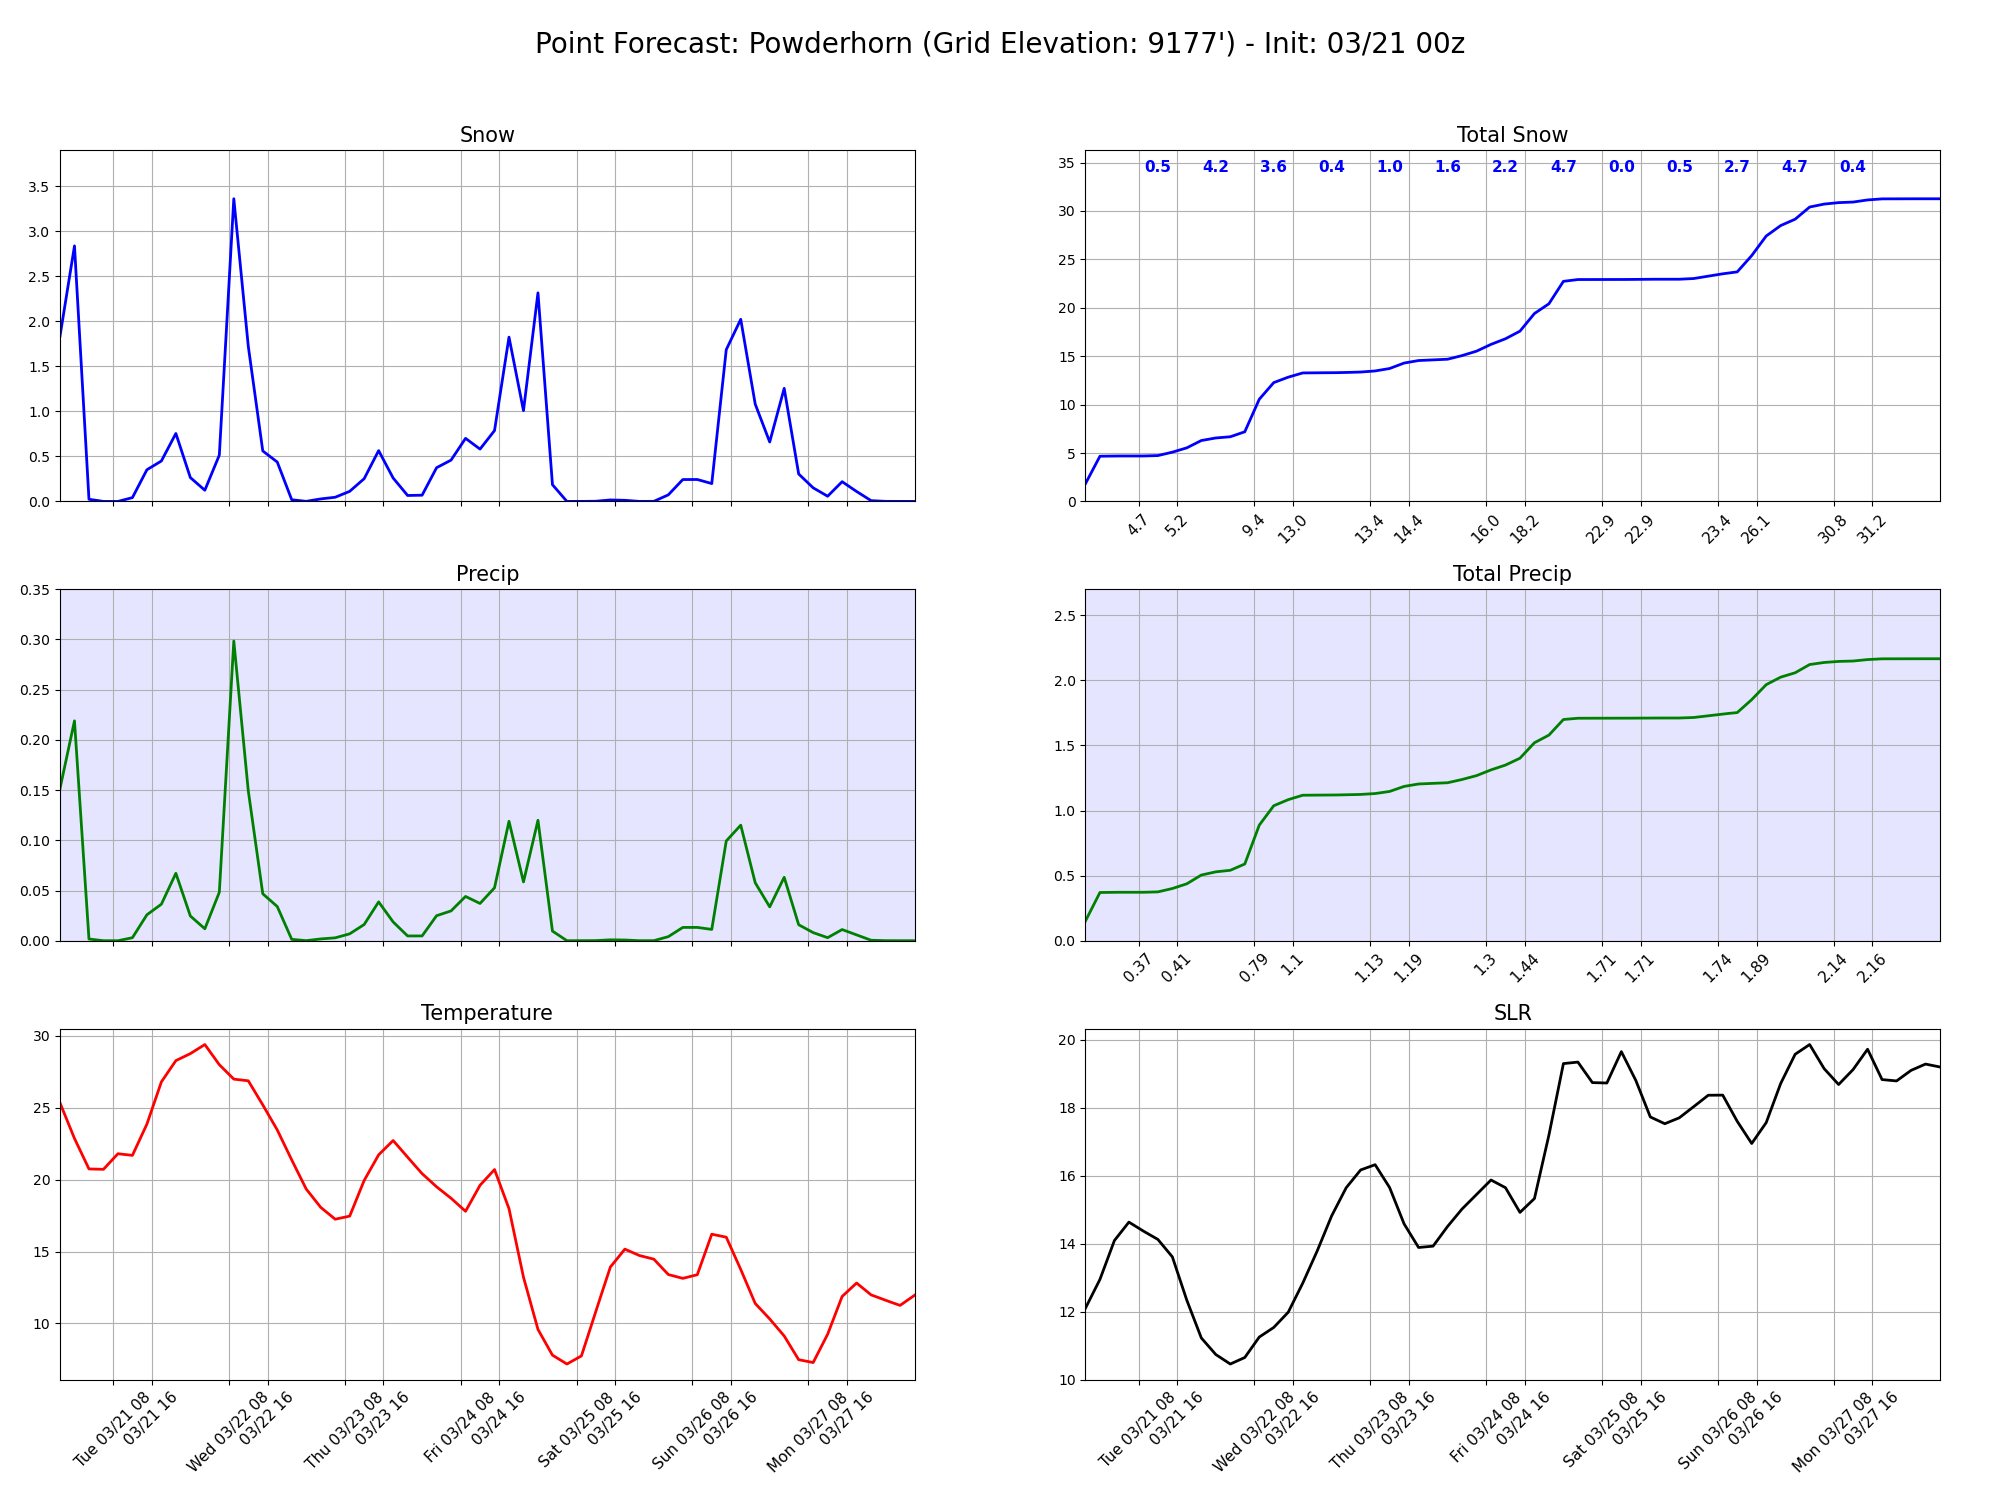 Point Forecast: Powderhorn (Grid Elevation: 9177') - Init: 03/21 00z
Snow
3.5
3.0
2.5
2.0
1.5
1.0
0.5
0.0
Total Snow
0.5 4.2 3.6 0.4 1.0 1.6 2.2 4.7 0.0 0.5 2.7 4.7 0.4
35
30
25
20
15
10
5
0
4.7 5.2 9.4 13.0 13.4 14.4 16.0 18.2 22.9 22.9 23.4 26.1 30.8 31.2
Precip
0.35
0.30
0.25
0.20
0.15
0.10
0.05
0.00
Total Precip
2.5
2.0
1.5
1.0
0.5
0.0
0.37 0.41 0.79 1.1 1.13 1.19 1.3 1.44 1.71 1.71 1.74 1.89 2.14 2.16
Temperature
30
25
20
15
10
Tue 03/21 08
03/21 16
Wed 03/22 08
03/22 16
Thu 03/23 08
03/23 16
Fri 03/24 08
03/24 16
Sat 03/25 08
03/25 16
Sun 03/26 08
03/26 16
Mon 03/27 08
03/27 16
SLR
20
18
16
14
12
10
Tue 03/21 08
03/21 16
Wed 03/22 08
03/22 16
Thu 03/23 08
03/23 16
Fri 03/24 08
03/24 16
Sat 03/25 08
03/25 16
Sun 03/26 08
03/26 16
Mon 03/27 08
03/27 16